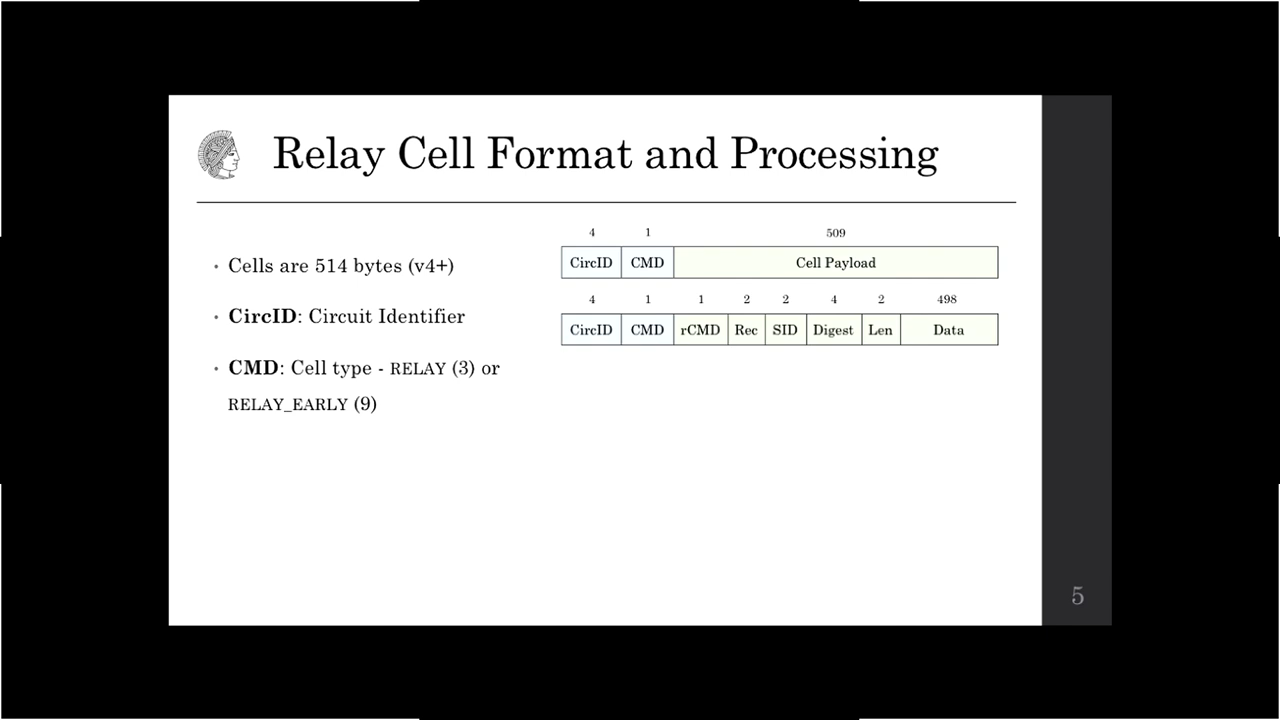 Relay Cell Format and Processing
• Cells are 514 bytes (v4+)
• CircID: Circuit Identifier
• CMD: Cell type - RELAY (3) or
RELAY_EARLY (9)
4 1 509
CircID CMD Cell Payload
4 1 1 2 2 4 2 498
CircID CMD rCMD Rec SID Digest Len Data
5